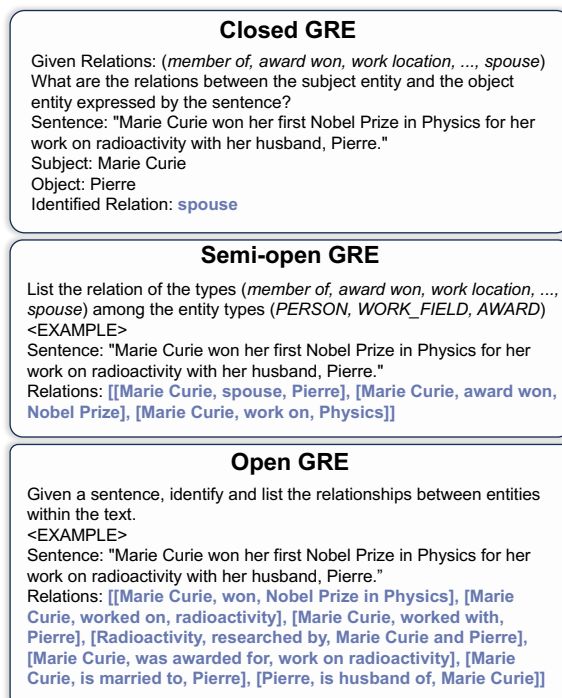 Closed GRE
Given Relations: (member of, award won, work location, ..., spouse)
What are the relations between the subject entity and the object
entity expressed by the sentence?
Sentence: "Marie Curie won her first Nobel Prize in Physics for her
work on radioactivity with her husband, Pierre."
Subject: Marie Curie
Object: Pierre
Identified Relation: spouse
Semi-open GRE
List the relation of the types (member of, award won, work location, ...,
spouse) among the entity types (PERSON, WORK_FIELD, AWARD)
<EXAMPLE>
Sentence: "Marie Curie won her first Nobel Prize in Physics for her
work on radioactivity with her husband, Pierre."
Relations: [[Marie Curie, spouse, Pierre], [Marie Curie, award won,
Nobel Prize], [Marie Curie, work on, Physics]]
Open GRE
Given a sentence, identify and list the relationships between entities
within the text.
<EXAMPLE>
Sentence: "Marie Curie won her first Nobel Prize in Physics for her
work on radioactivity with her husband, Pierre.”
Relations: [[Marie Curie, won, Nobel Prize in Physics], [Marie
Curie, worked on, radioactivity], [Marie Curie, worked with,
Pierre], [Radioactivity, researched by, Marie Curie and Pierre],
[Marie Curie, was awarded for, work on radioactivity], [Marie
Curie, is married to, Pierre], [Pierre, is husband of, Marie Curie]]